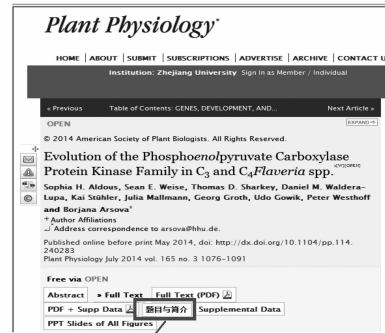 Plant Physiology
HOME | ABOUT | SUBMIT | SUBSCRIPTIONS | ADVERTISE | ARCHIVE | CONTACT U
Institution: Zhejiang University Sign In as Member / Individual
« Previous Table of Contents: GENES, DEVELOPMENT, AND... Next Article »
OPEN EXPAND
© 2014 American Society of Plant Biologists. All Rights Reserved.
Evolution of the Phosphoenolpyruvate Carboxylase
Protein Kinase Family in C3 and C4 Flaveria spp. [W][OPEN]
Sophia H. Aldous, Sean E. Weise, Thomas D. Sharkey, Daniel M. Waldera-
Lupa, Kai Stühler, Julia Mallmann, Georg Groth, Udo Gowik, Peter Westhoff
and Borjana Arsova*
+ Author Affiliations
Address correspondence to arsova@hhu.de.
Published online before print May 2014, doi: http://dx.doi.org/10.1104/pp.114.
240283
Plant Physiology July 2014 vol. 165 no. 3 1076-1091
Free via OPEN
Abstract » Full Text Full Text (PDF)
PDF + Supp Data 题目与简介 Supplemental Data
PPT Slides of All Figures